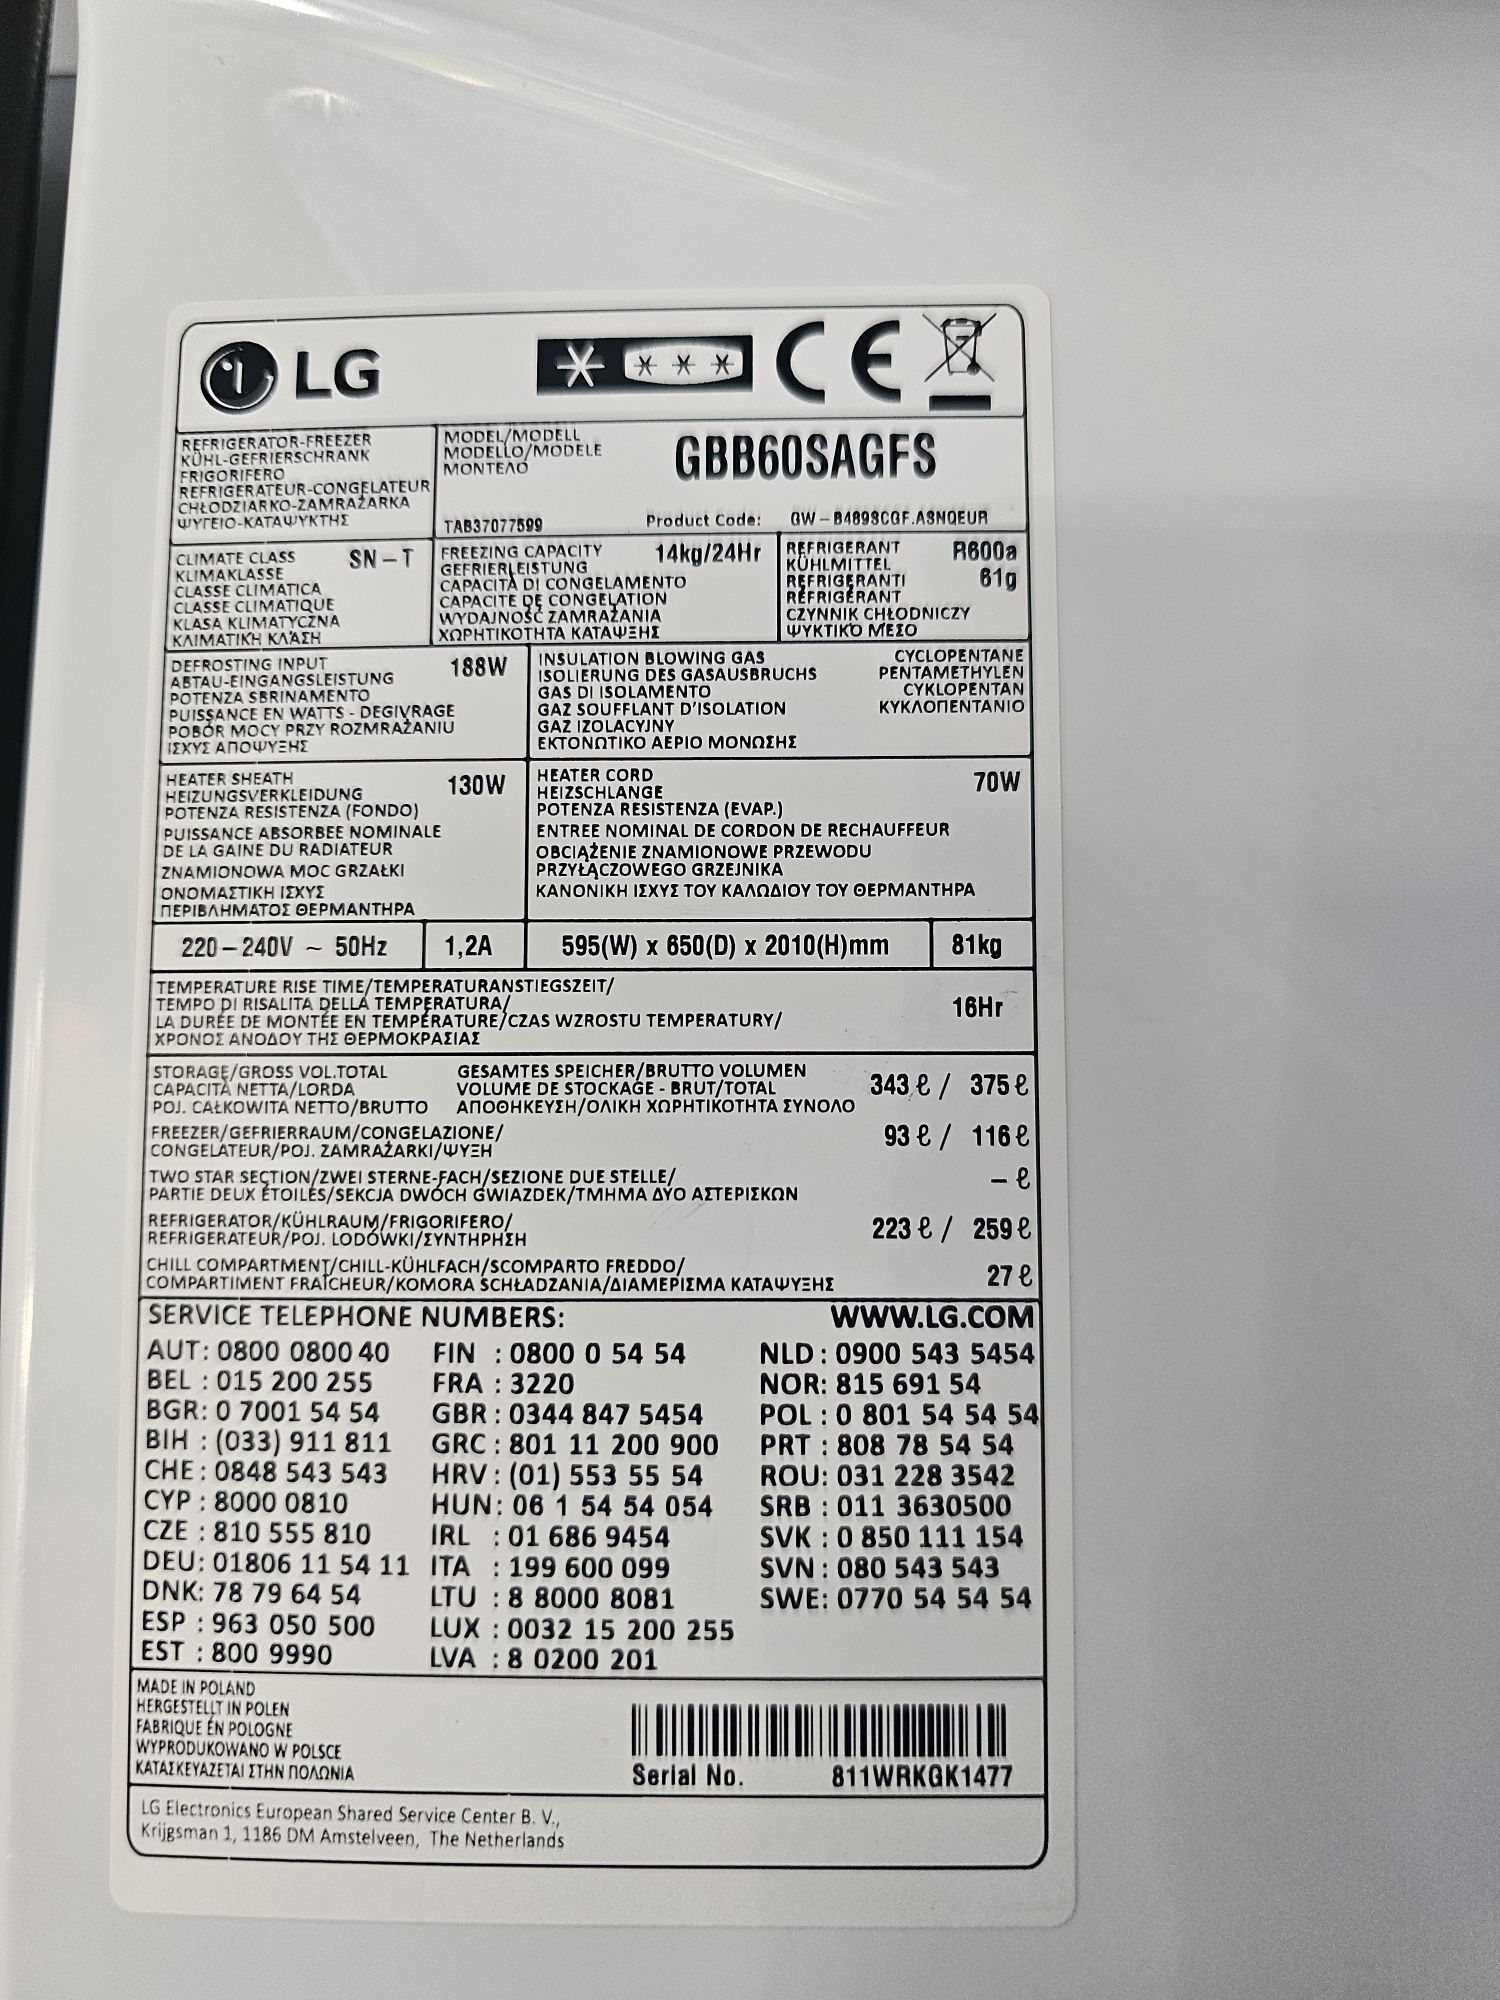 LG
REFRIGERATOR-FREEZER
KÜHL-GEFRIERSCHRANK
FRIGORIFERO
REFRIGERATEUR-CONGELATEUR
CHŁODZIARKO-ZAMRAŻARKA
ΨΥΓΕΙΟ-ΚΑΤΑΨΥΚΤΗΣ
MODEL/MODELL
MODELLO/MODELE
ΜΟΝΤΕΛΟ
GBB60SAGFS
TAB37077599 Product Code: GW-B489SCGF.ASNQEUR
CLIMATE CLASS SN-T
KLIMAKLASSE
CLASSE CLIMATICA
CLASSE CLIMATIQUE
KLASA KLIMATYCZNA
ΚΛΙΜΑΤΙΚΗ ΚΛΑΣΗ
FREEZING CAPACITY 14kg/24Hr
GEFRIERLEISTUNG
CAPACITÀ DI CONGELAMENTO
CAPACITE DE CONGELATION
WYDAJNOŚĆ ZAMRAŻANIA
ΧΩΡΗΤΙΚΟΤΗΤΑ ΚΑΤΑΨΞΗΣ
REFRIGERANT R600a
KÜHLMITTEL 61g
REFRIGERANTI
RÉFRIGÉRANT
CZYNNIK CHŁODNICZY
ΨΥΚΤΙΚΟ ΜΕΣΟ
DEFROSTING INPUT 188W
ABTAU-EINGANGSLEISTUNG
POTENZA SBRINAMENTO
PUISSANCE EN WATTS - DEGIVRAGE
POBÓR MOCY PRZY ROZMRAŻANIU
ΙΣΧΥΣ ΑΠΟΨΥΞΗΣ
INSULATION BLOWING GAS CYCLOPENTANE
ISOLIERUNG DES GASAUSBRUCHS PENTAMETHYLEN
GAS DI ISOLAMENTO CYKLOPENTAN
GAZ SOUFFLANT D'ISOLATION ΚΥΚΛΟΠΕΝΤΑΝΙΟ
GAZ IZOLACYJNY
ΕΚΤΟΝΩΤΙΚΟ ΑΕΡΙΟ ΜΟΝΩΣΗΣ
HEATER SHEATH 130W
HEIZUNGSVERKLEIDUNG
POTENZA RESISTENZA (FONDO)
PUISSANCE ABSORBEE NOMINALE
DE LA GAINE DU RADIATEUR
ZNAMIONOWA MOC GRZAŁKI
ΟΝΟΜΑΣΤΙΚΗ ΙΣΧΥΣ
ΠΕΡΙΒΛΗΜΑΤΟΣ ΘΕΡΜΑΝΤΗΡΑ
HEATER CORD 70W
HEIZSCHLANGE
POTENZA RESISTENZA (EVAP.)
ENTREE NOMINAL DE CORDON DE RECHAUFFEUR
OBCIĄŻENIE ZNAMIONOWE PRZEWODU
PRZYŁĄCZOWEGO GRZEJNIKA
ΚΑΝΟΝΙΚΗ ΙΣΧΥΣ ΤΟΥ ΚΑΛΩΔΙΟΥ ΤΟΥ ΘΕΡΜΑΝΤΗΡΑ
220-240V ~ 50Hz 1,2A 595(W) x 650(D) x 2010(H)mm 81kg
TEMPERATURE RISE TIME/TEMPERATURANSTIEGSZEIT/
TEMPO DI RISALITA DELLA TEMPERATURA/ 16Hr
LA DURÉE DE MONTÉE EN TEMPÉRATURE/CZAS WZROSTU TEMPERATURY/
ΧΡΟΝΟΣ ΑΝΟΔΟΥ ΤΗΣ ΘΕΡΜΟΚΡΑΣΙΑΣ
STORAGE/GROSS VOL.TOTAL GESAMTES SPEICHER/BRUTTO VOLUMEN
CAPACITÀ NETTA/LORDA VOLUME DE STOCKAGE - BRUT/TOTAL 343 ℓ / 375 ℓ
POJ. CAŁKOWITA NETTO/BRUTTO ΑΠΟΘΗΚΕΥΣΗ/ΟΛΙΚΗ ΧΩΡΗΤΙΚΟΤΗΤΑ ΣΥΝΟΛΟ
FREEZER/GEFRIERRAUM/CONGELAZIONE/ 93 ℓ / 116 ℓ
CONGELATEUR/POJ. ZAMRAŻARKI/ΨΥΞΗ
TWO STAR SECTION/ZWEI STERNE-FACH/SEZIONE DUE STELLE/ – ℓ
PARTIE DEUX ÉTOILES/SEKCJA DWÓCH GWIAZDEK/ΤΜΗΜΑ ΔΥΟ ΑΣΤΕΡΙΣΚΩΝ
REFRIGERATOR/KÜHLRAUM/FRIGORIFERO/ 223 ℓ / 259 ℓ
REFRIGERATEUR/POJ. LODÓWKI/ΣΥΝΤΗΡΗΣΗ
CHILL COMPARTMENT/CHILL-KÜHLFACH/SCOMPARTO FREDDO/ 27 ℓ
COMPARTIMENT FRAÎCHEUR/KOMORA SCHŁADZANIA/ΔΙΑΜΕΡΙΣΜΑ ΚΑΤΑΨΥΞΗΣ
SERVICE TELEPHONE NUMBERS: WWW.LG.COM
AUT: 0800 0800 40 FIN : 0800 0 54 54 NLD : 0900 543 5454
BEL : 015 200 255 FRA : 3220 NOR: 815 691 54
BGR: 0 7001 54 54 GBR : 0344 847 5454 POL : 0 801 54 54 54
BIH : (033) 911 811 GRC : 801 11 200 900 PRT : 808 78 54 54
CHE : 0848 543 543 HRV : (01) 553 55 54 ROU: 031 228 3542
CYP : 8000 0810 HUN: 06 1 54 54 054 SRB : 011 3630500
CZE : 810 555 810 IRL : 01 686 9454 SVK : 0 850 111 154
DEU: 01806 11 54 11 ITA : 199 600 099 SVN : 080 543 543
DNK: 78 79 64 54 LTU : 8 8000 8081 SWE: 0770 54 54 54
ESP : 963 050 500 LUX : 0032 15 200 255
EST : 800 9990 LVA : 8 0200 201
MADE IN POLAND
HERGESTELLT IN POLEN
FABRIQUE EN POLOGNE
WYPRODUKOWANO W POLSCE
ΚΑΤΑΣΚΕΥΑΖΕΤΑΙ ΣΤΗΝ ΠΟΛΩΝΙΑ
Serial No. 811WRKGK1477
LG Electronics European Shared Service Center B. V.,
Krijgsman 1, 1186 DM Amstelveen, The Netherlands